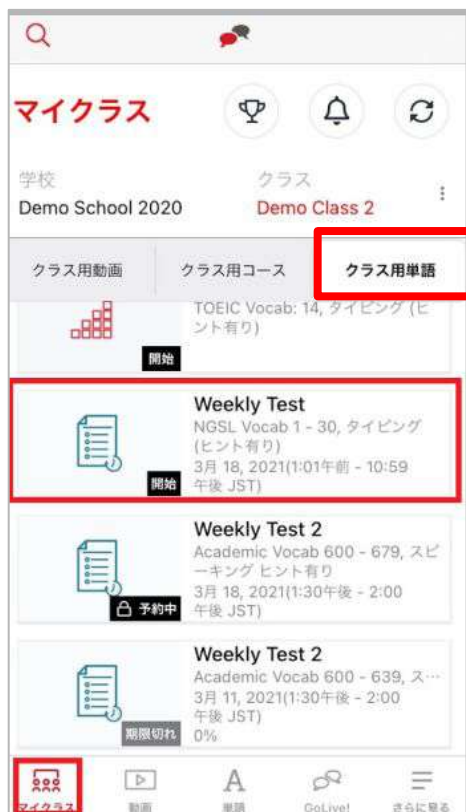 マイクラス
学校
クラス
Demo School 2020
Demo Class 2
クラス用動画
クラス用コース
クラス用単語
TOEIC Vocab: 14, タイピング (ヒ
ント有り)
開始
Weekly Test
NGSL Vocab 1 - 30, タイピング
(ヒント有り)
3月 18, 2021(1:01午前 - 10:59
午後 JST)
開始
Weekly Test 2
Academic Vocab 600 - 679, スピ
ーキング ヒント有り
3月 18, 2021(1:30午後 - 2:00
午後 JST)
予約中
Weekly Test 2
Academic Vocab 600 - 639, ス…
3月 11, 2021(1:30午後 - 2:00
午後 JST)
0%
期限切れ
マイクラス
動画
単語
GoLive!
さらに見る